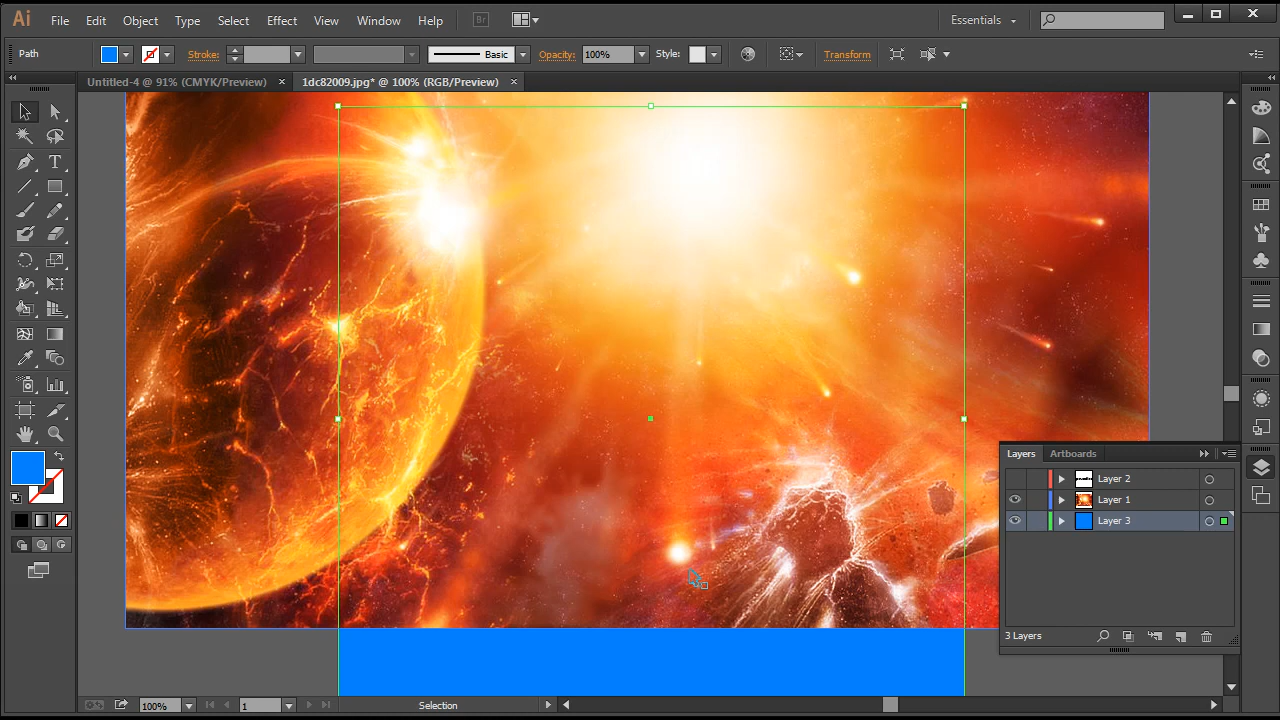 Ai File Edit Object Type Select Effect View Window Help Br Essentials
Path Stroke: Basic Opacity: 100% Style: Transform
Untitled-4 @ 91% (CMYK/Preview) × 1dc82009.jpg* @ 100% (RGB/Preview) ×
Layers Artboards
Layer 2
Layer 1
Layer 3
3 Layers
100% 1 Selection